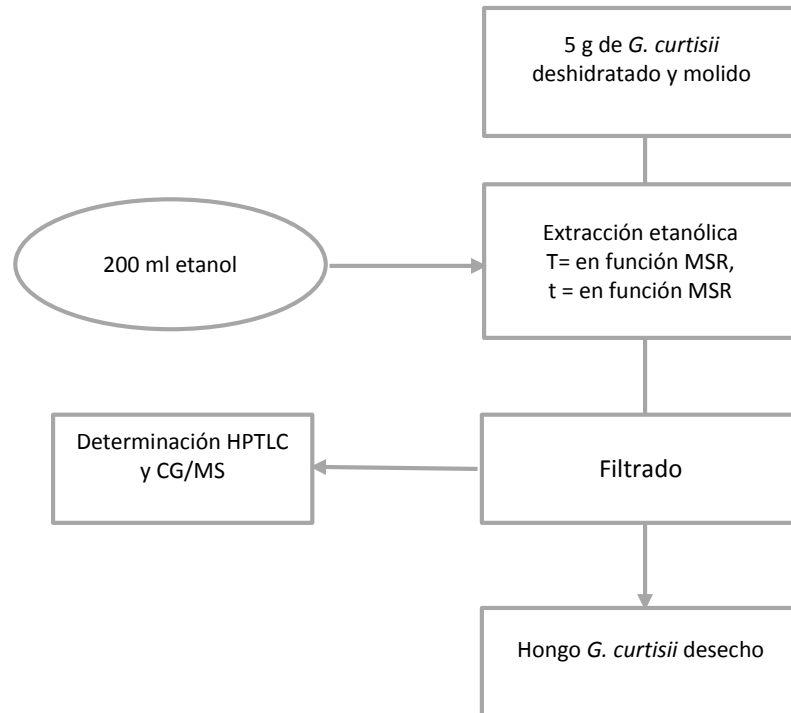 5 g de G. curtisii
deshidratado y molido
200 ml etanol
Extracción etanólica
T= en función MSR,
t = en función MSR
Determinación HPTLC
y CG/MS
Filtrado
Hongo G. curtisii desecho